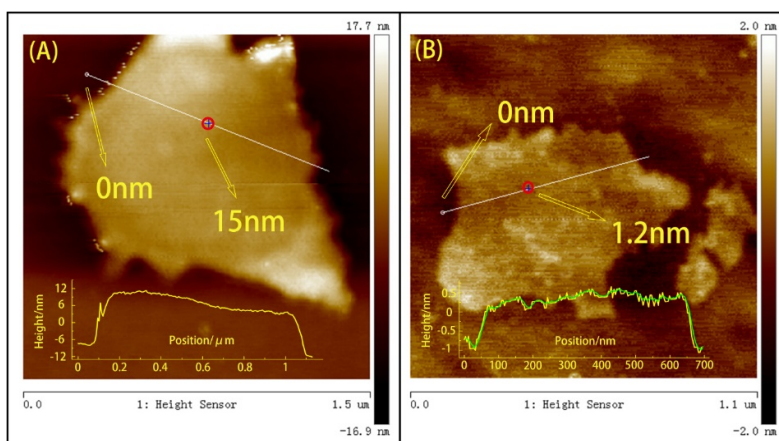 17.7 nm
(A)
0nm
15nm
Height/nm
12
6
0
-6
-12
Position/μm
0
0.2
0.4
0.6
0.8
1
0.0
1: Height Sensor
1.5 um
-16.9 nm
2.0 nm
(B)
0nm
1.2nm
Height/nm
0.5
0
-0.5
-1
Position/nm
0
100
200
300
400
500
600
700
0.0
1: Height Sensor
1.1 um
-2.0 nm